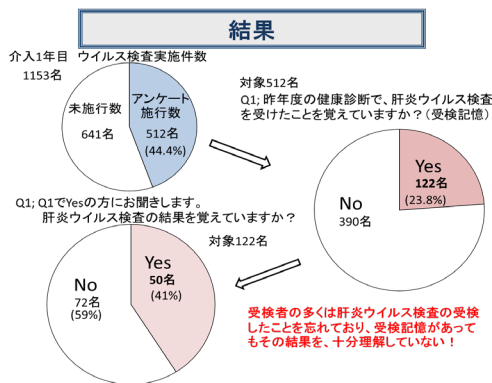 結果
介入1年目　ウイルス検査実施件数
1153名
未施行数
641名
アンケート
施行数
512名
(44.4%)
対象512名
Q1; 昨年度の健康診断で、肝炎ウイルス検査
を受けたことを覚えていますか？（受検記憶）
Yes
122名
(23.8%)
No
390名
Q1; Q1でYesの方にお聞きします。
肝炎ウイルス検査の結果を覚えていますか？
対象122名
Yes
50名
(41%)
No
72名
(59%)
受検者の多くは肝炎ウイルス検査の受検
したことを忘れており、受検記憶があって
もその結果を、十分理解していない！